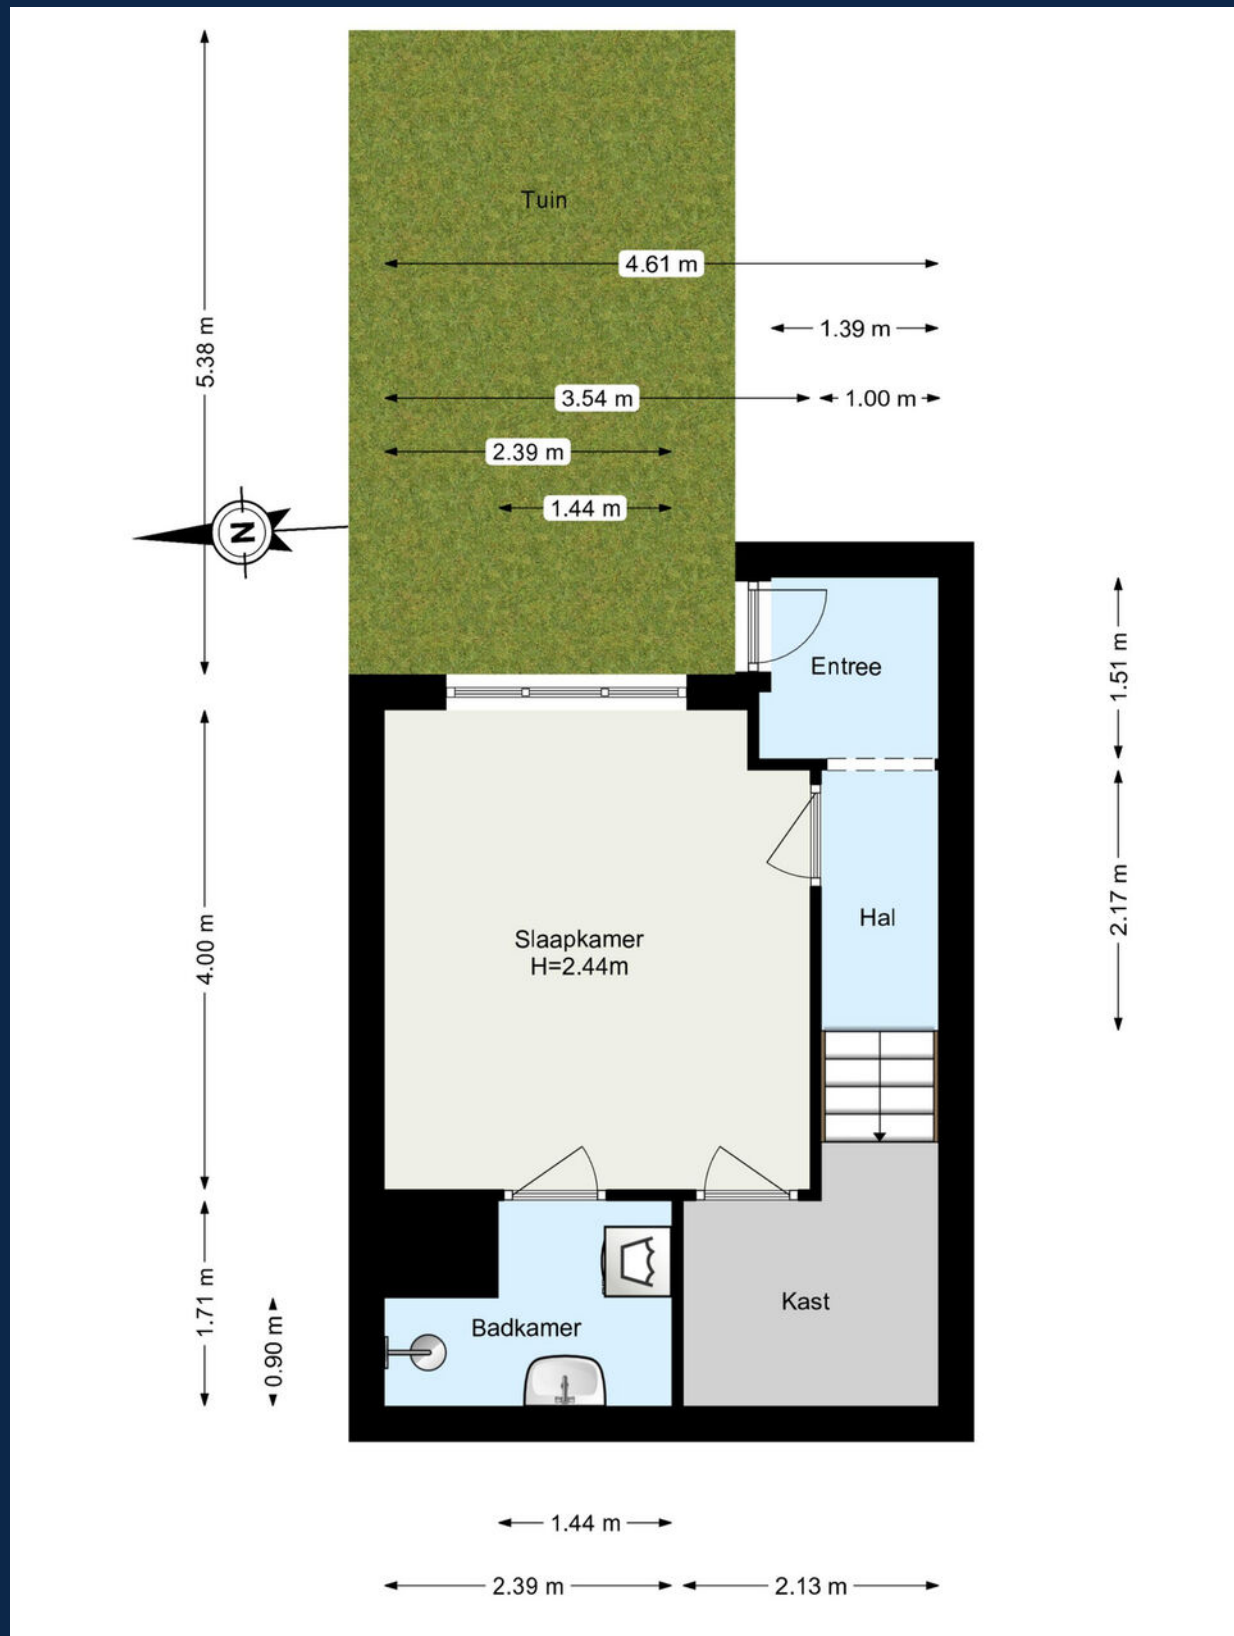 Tuin
4.61 m
1.39 m
5.38 m
3.54 m
1.00 m
2.39 m
1.44 m
N
Entree
1.51 m
Hal
2.17 m
Slaapkamer
H=2.44m
4.00 m
Kast
Badkamer
1.71 m
0.90 m
1.44 m
2.39 m
2.13 m